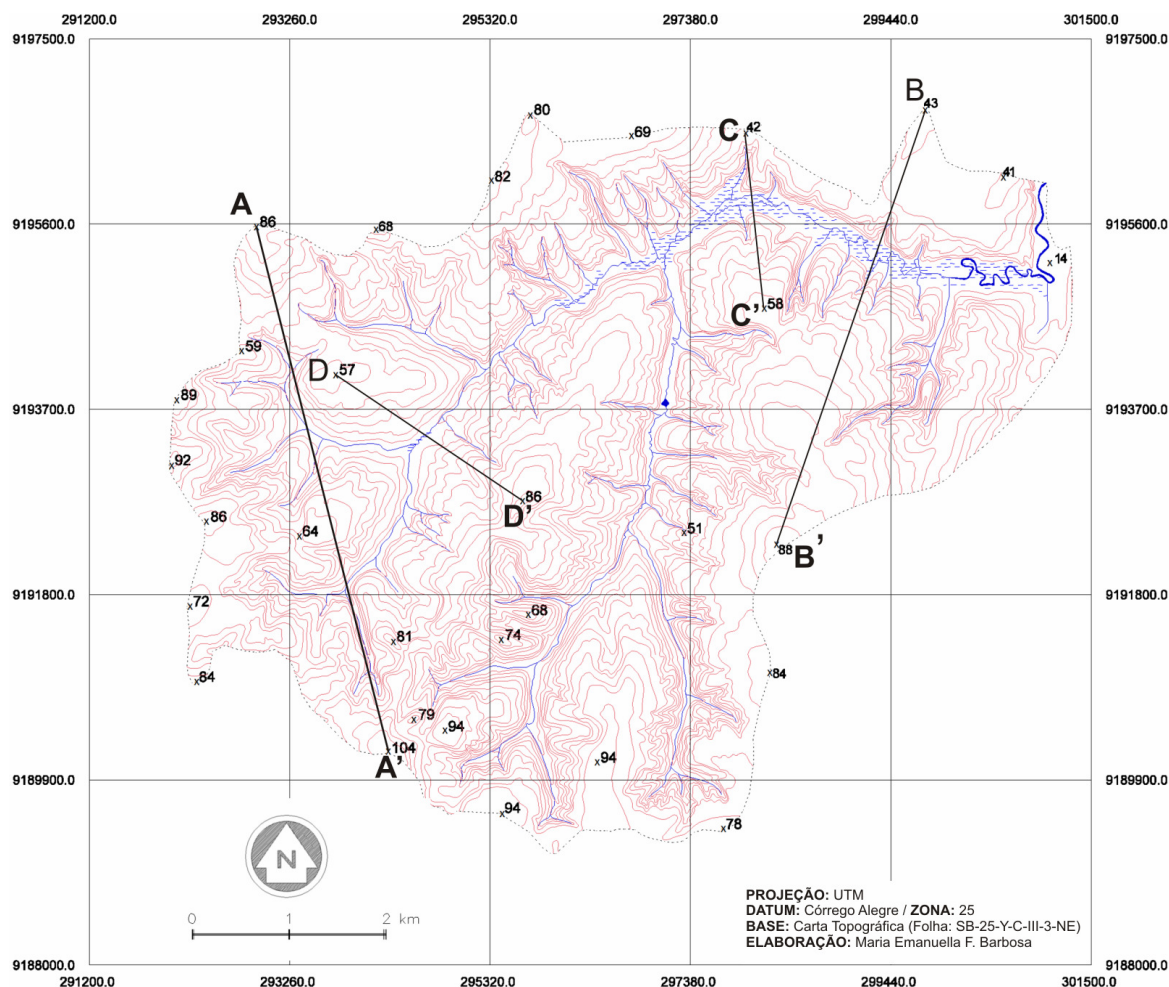 291200.0 293260.0 295320.0 297380.0 299440.0 301500.0
9197500.0 9197500.0
80
B
43
C
42
69
82
41
A
86
68
9195600.0 9195600.0
14
C'
58
59
D
57
89
9193700.0 9193700.0
92
86
D'
86
64
51
88
B'
9191800.0 9191800.0
72
68
81
74
84
84
79
94
104
A'
94
9189900.0 9189900.0
94
78
N
0 1 2 km
PROJEÇÃO: UTM
DATUM: Córrego Alegre / ZONA: 25
BASE: Carta Topográfica (Folha: SB-25-Y-C-III-3-NE)
ELABORAÇÃO: Maria Emanuella F. Barbosa
9188000.0 9188000.0
291200.0 293260.0 295320.0 297380.0 299440.0 301500.0